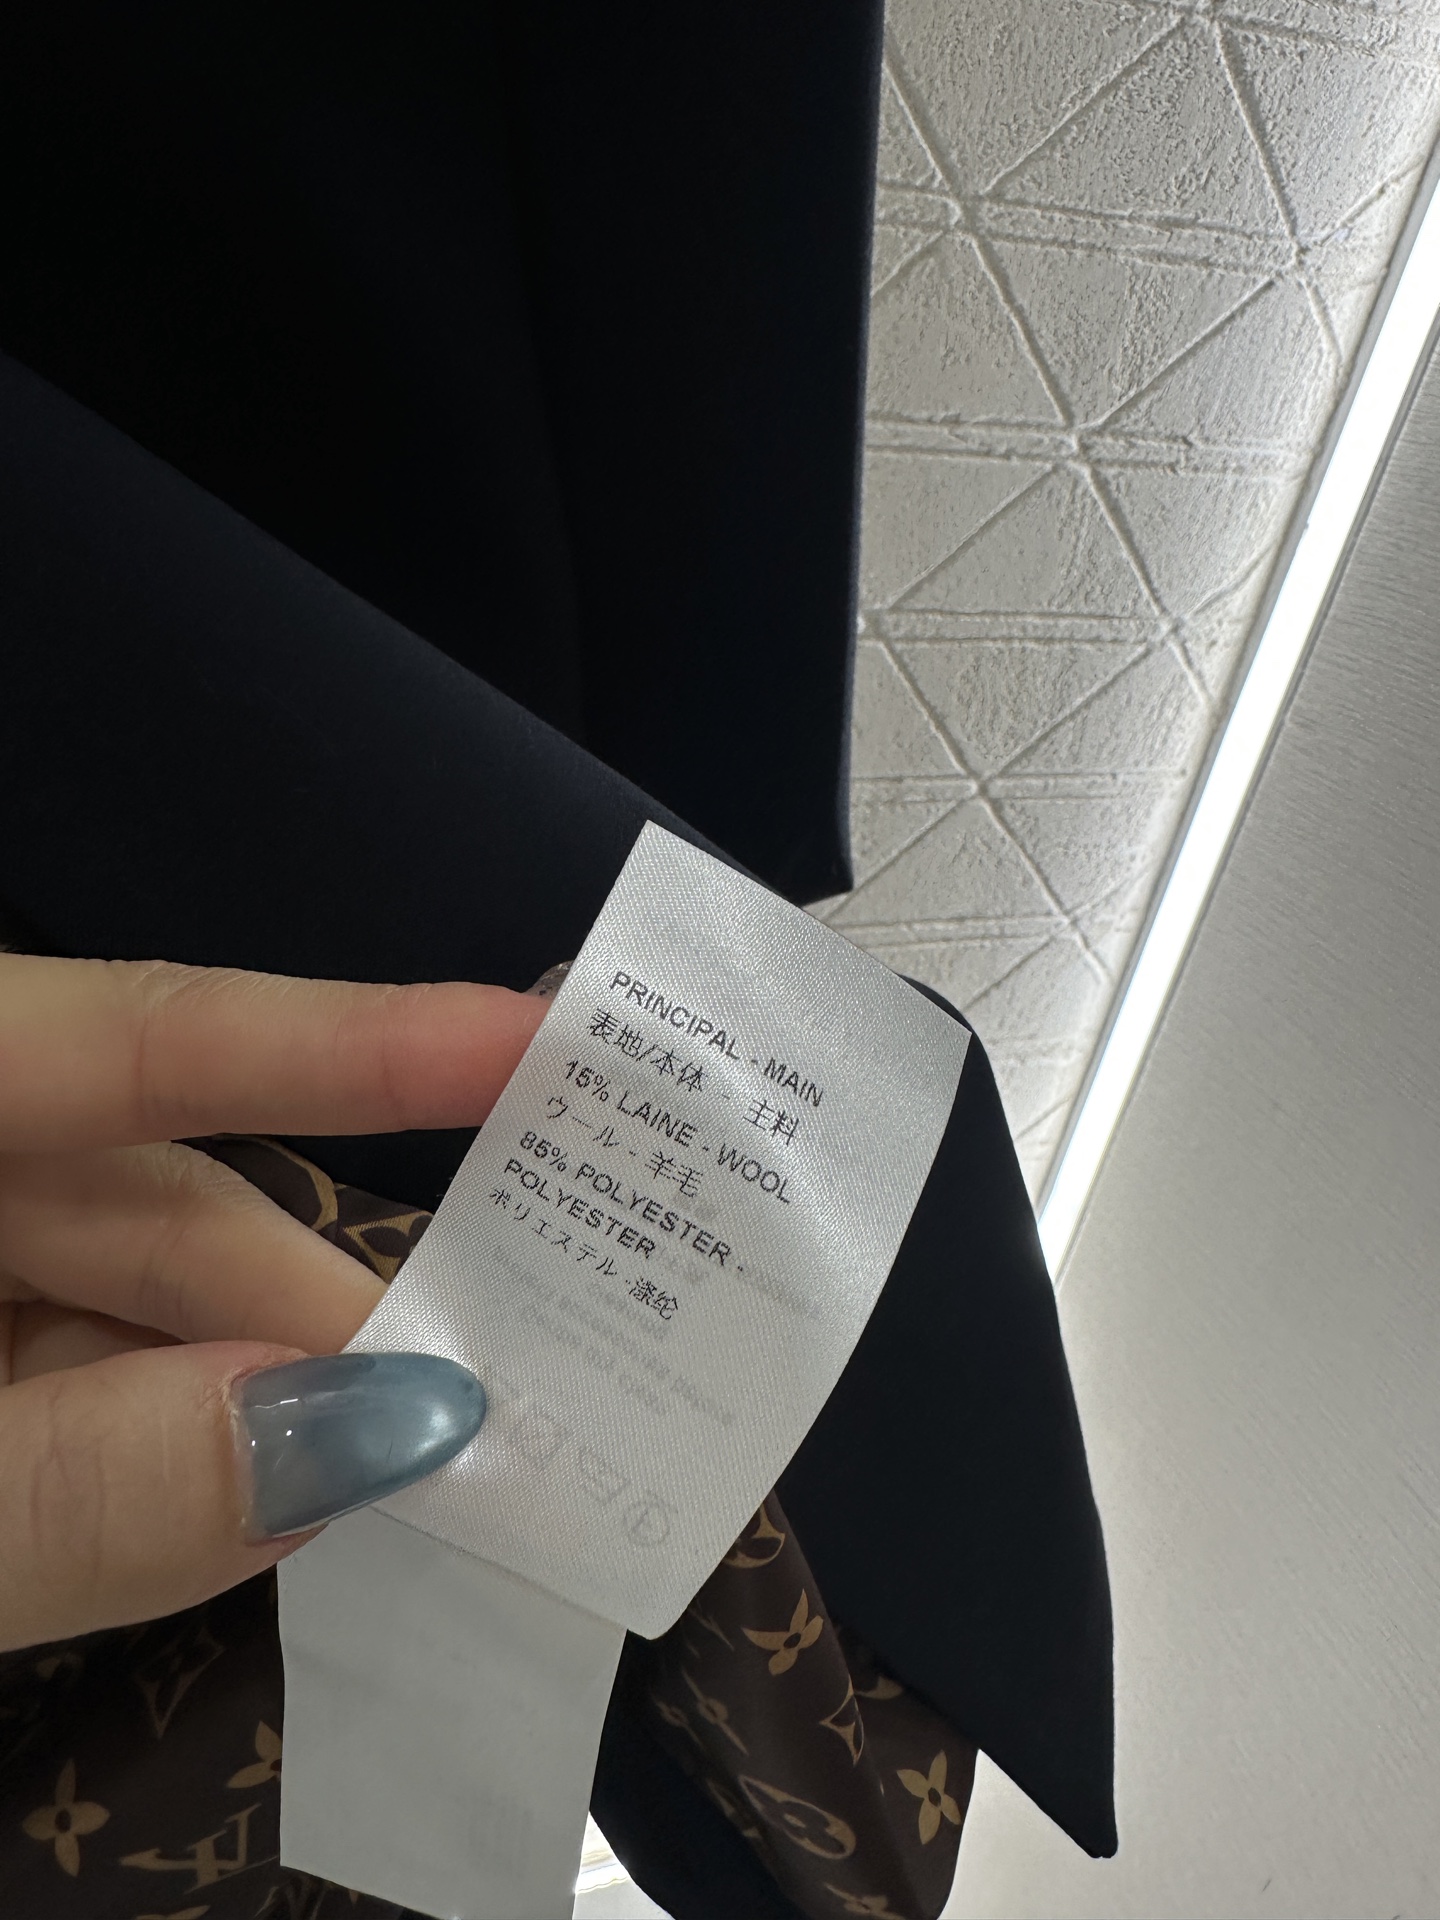 PRINCIPAL - MAIN
表地/本体 - 主料
15% LAINE - WOOL
ウール - 羊毛
85% POLYESTER -
POLYESTER
ポリエステル -涤纶